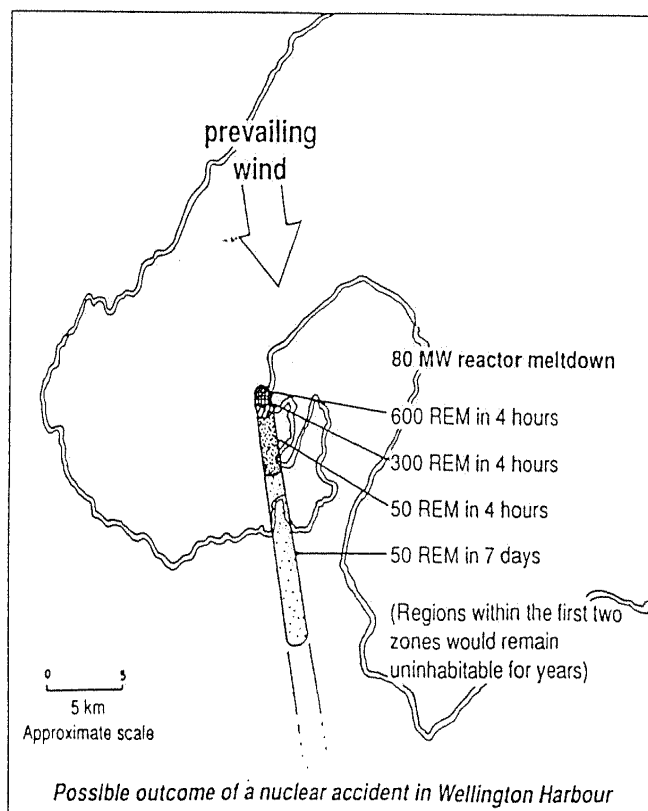 prevailing
wind
80 MW reactor meltdown
600 REM in 4 hours
300 REM in 4 hours
50 REM in 4 hours
50 REM in 7 days
(Regions within the first two
zones would remain
uninhabitable for years)
0 5
5 km
Approximate scale
Possible outcome of a nuclear accident in Wellington Harbour